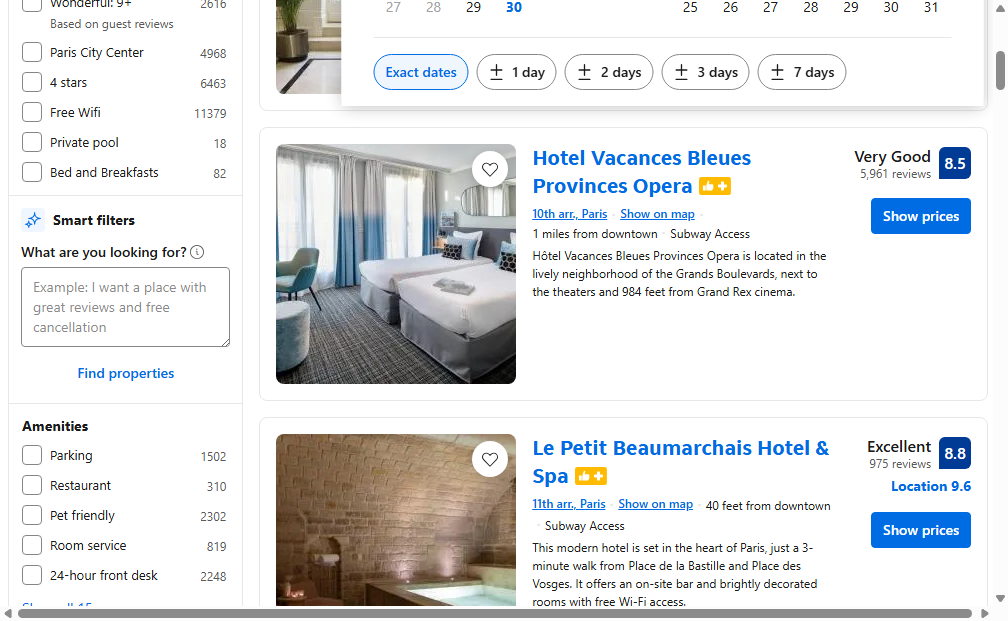 Wonderful: 9+ 2616
Based on guest reviews
Paris City Center 4968
4 stars 6463
Free Wifi 11379
Private pool 18
Bed and Breakfasts 82
Smart filters
What are you looking for?
Example: I want a place with
great reviews and free
cancellation
Find properties
Amenities
Parking 1502
Restaurant 310
Pet friendly 2302
Room service 819
24-hour front desk 2248
27 28 29 30 25 26 27 28 29 30 31
Exact dates ± 1 day ± 2 days ± 3 days ± 7 days
Hotel Vacances Bleues
Provinces Opera
10th arr., Paris · Show on map ·
1 miles from downtown · Subway Access
Hôtel Vacances Bleues Provinces Opera is located in the
lively neighborhood of the Grands Boulevards, next to
the theaters and 984 feet from Grand Rex cinema.
Very Good 8.5
5,961 reviews
Show prices
Le Petit Beaumarchais Hotel &
Spa
11th arr., Paris · Show on map · 40 feet from downtown
· Subway Access
This modern hotel is set in the heart of Paris, just a 3-
minute walk from Place de la Bastille and Place des
Vosges. It offers an on-site bar and brightly decorated
rooms with free Wi-Fi access.
Excellent 8.8
975 reviews
Location 9.6
Show prices